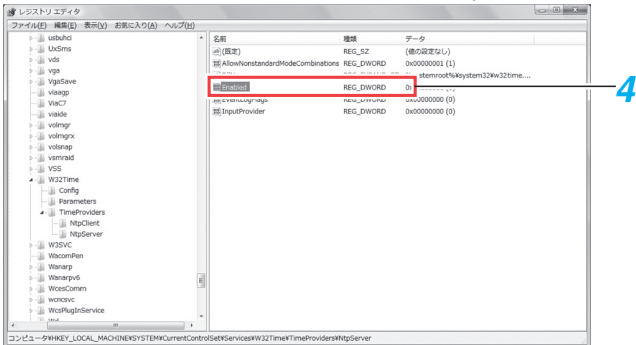 レジストリ エディタ
ファイル(F) 編集(E) 表示(V) お気に入り(A) ヘルプ(H)
usbuhci
UxSms
vds
vga
VgaSave
viaagp
ViaC7
viaide
volmgr
volmgrx
volsnap
vsmraid
VSS
W32Time
Config
Parameters
TimeProviders
NtpClient
NtpServer
W3SVC
WacomPen
Wanarp
Wanarpv6
WcesComm
wcncsvc
WcsPlugInService
名前 種類 データ
(既定) REG_SZ (値の設定なし)
AllowNonstandardModeCombinations REG_DWORD 0x00000001 (1)
stemroot%¥system32¥w32time....
Enabled REG_DWORD
4
EventLogFlags REG_DWORD 0x00000000 (0)
InputProvider REG_DWORD 0x00000000 (0)
コンピュータ¥HKEY_LOCAL_MACHINE¥SYSTEM¥CurrentControlSet¥Services¥W32Time¥TimeProviders¥NtpServer